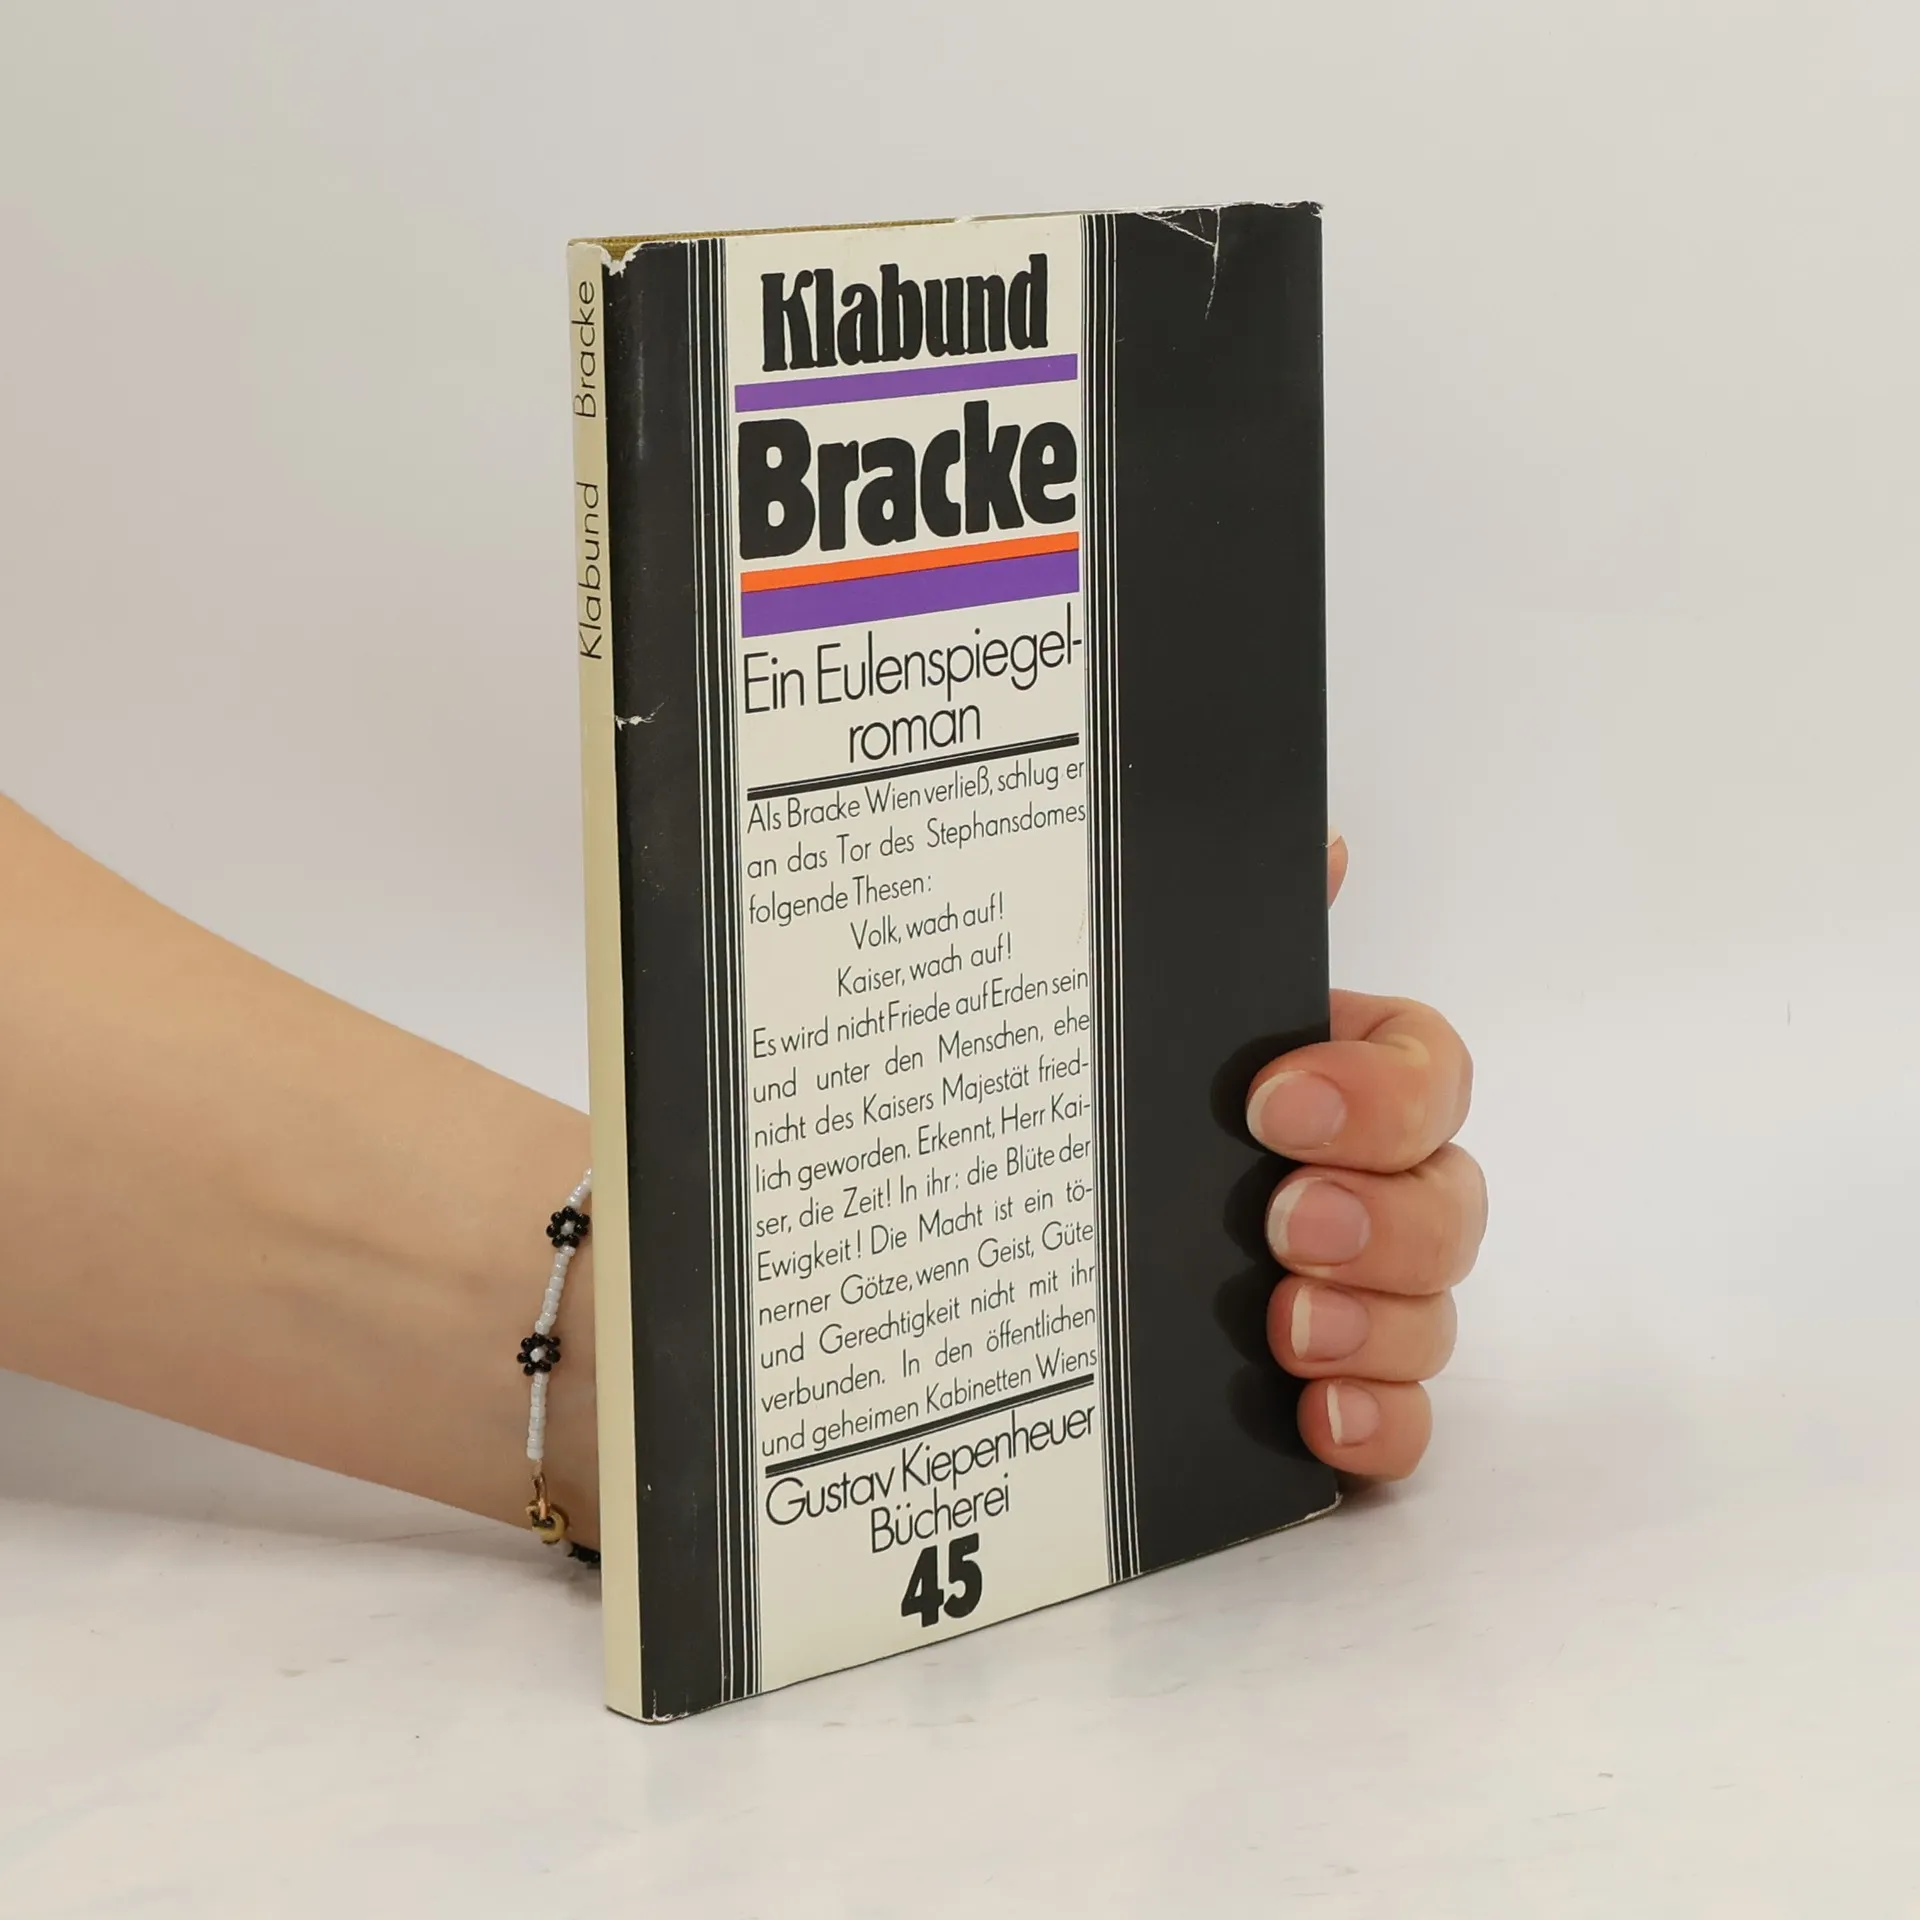 Klabund Bracke
Klabund
Bracke
Ein Eulenspiegel-
roman
Als Bracke Wien verließ, schlug er
an das Tor des Stephansdomes
folgende Thesen:
Volk, wach auf!
Kaiser, wach auf!
Es wird nicht Friede auf Erden sein
und unter den Menschen, ehe
nicht des Kaisers Majestät fried-
lich geworden. Erkennt, Herr Kai-
ser, die Zeit! In ihr: die Blüte der
Ewigkeit! Die Macht ist ein tö-
nerner Götze, wenn Geist, Güte
und Gerechtigkeit nicht mit ihr
verbunden. In den öffentlichen
und geheimen Kabinetten Wiens
Gustav Kiepenheuer
Bücherei
45